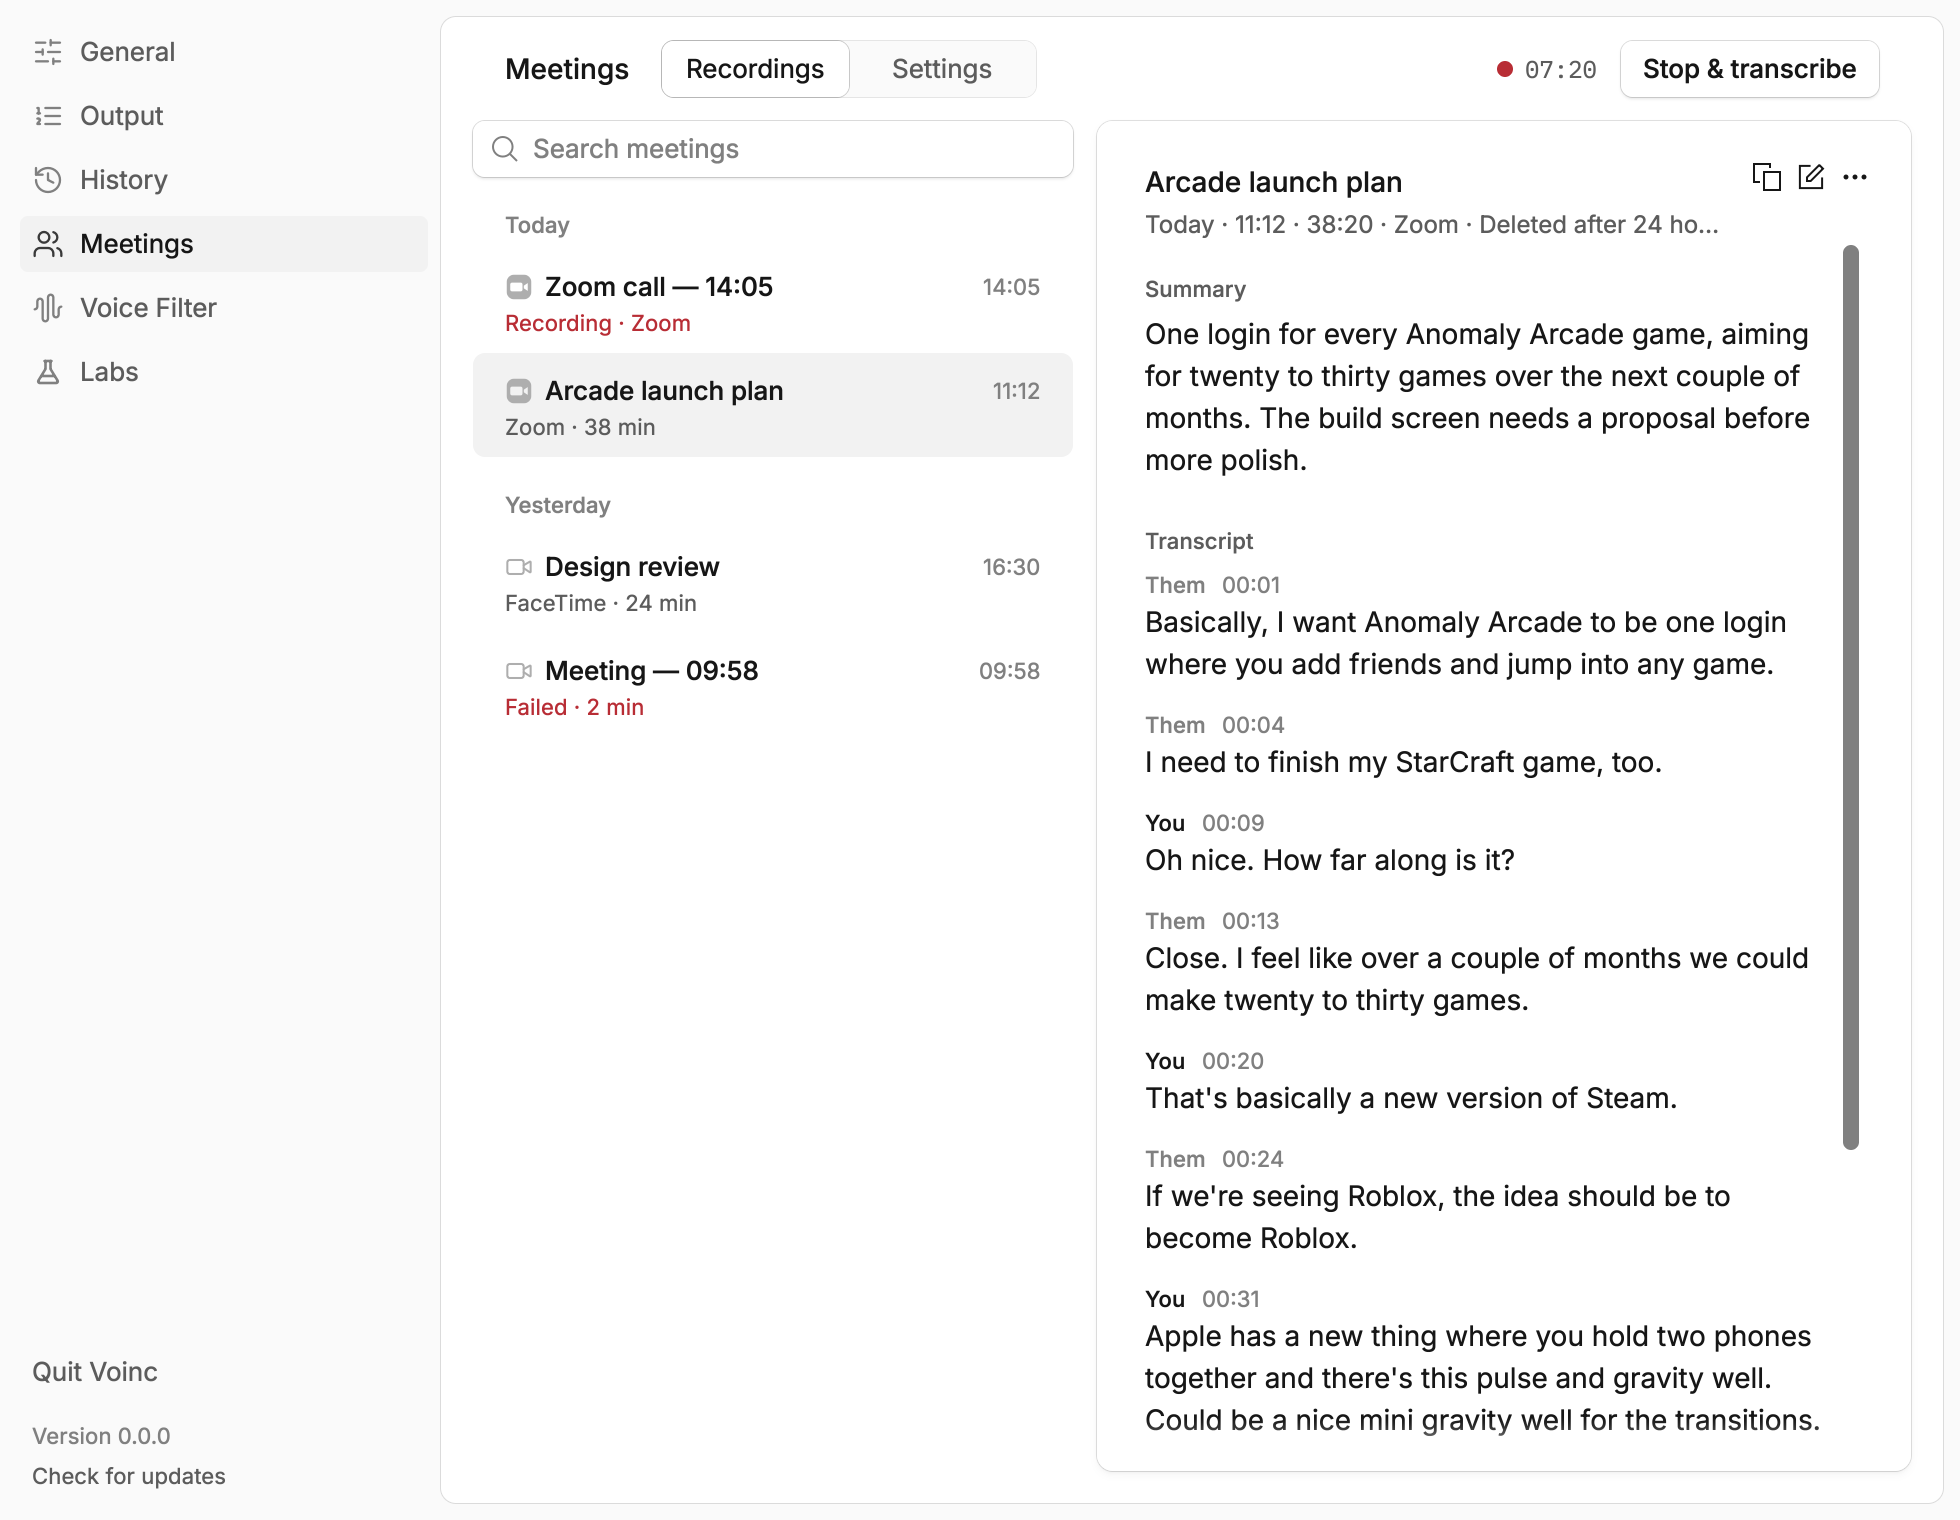 General
Output
History
Meetings
Voice Filter
Labs
Quit Voinc
Version 0.0.0
Check for updates
Meetings
Recordings
Settings
07:20
Stop & transcribe
Search meetings
Today
Zoom call — 14:05
14:05
Recording · Zoom
Arcade launch plan
11:12
Zoom · 38 min
Yesterday
Design review
16:30
FaceTime · 24 min
Meeting — 09:58
09:58
Failed · 2 min
Arcade launch plan
Today · 11:12 · 38:20 · Zoom · Deleted after 24 ho...
Summary
One login for every Anomaly Arcade game, aiming
for twenty to thirty games over the next couple of
months. The build screen needs a proposal before
more polish.
Transcript
Them 00:01
Basically, I want Anomaly Arcade to be one login
where you add friends and jump into any game.
Them 00:04
I need to finish my StarCraft game, too.
You 00:09
Oh nice. How far along is it?
Them 00:13
Close. I feel like over a couple of months we could
make twenty to thirty games.
You 00:20
That's basically a new version of Steam.
Them 00:24
If we're seeing Roblox, the idea should be to
become Roblox.
You 00:31
Apple has a new thing where you hold two phones
together and there's this pulse and gravity well.
Could be a nice mini gravity well for the transitions.